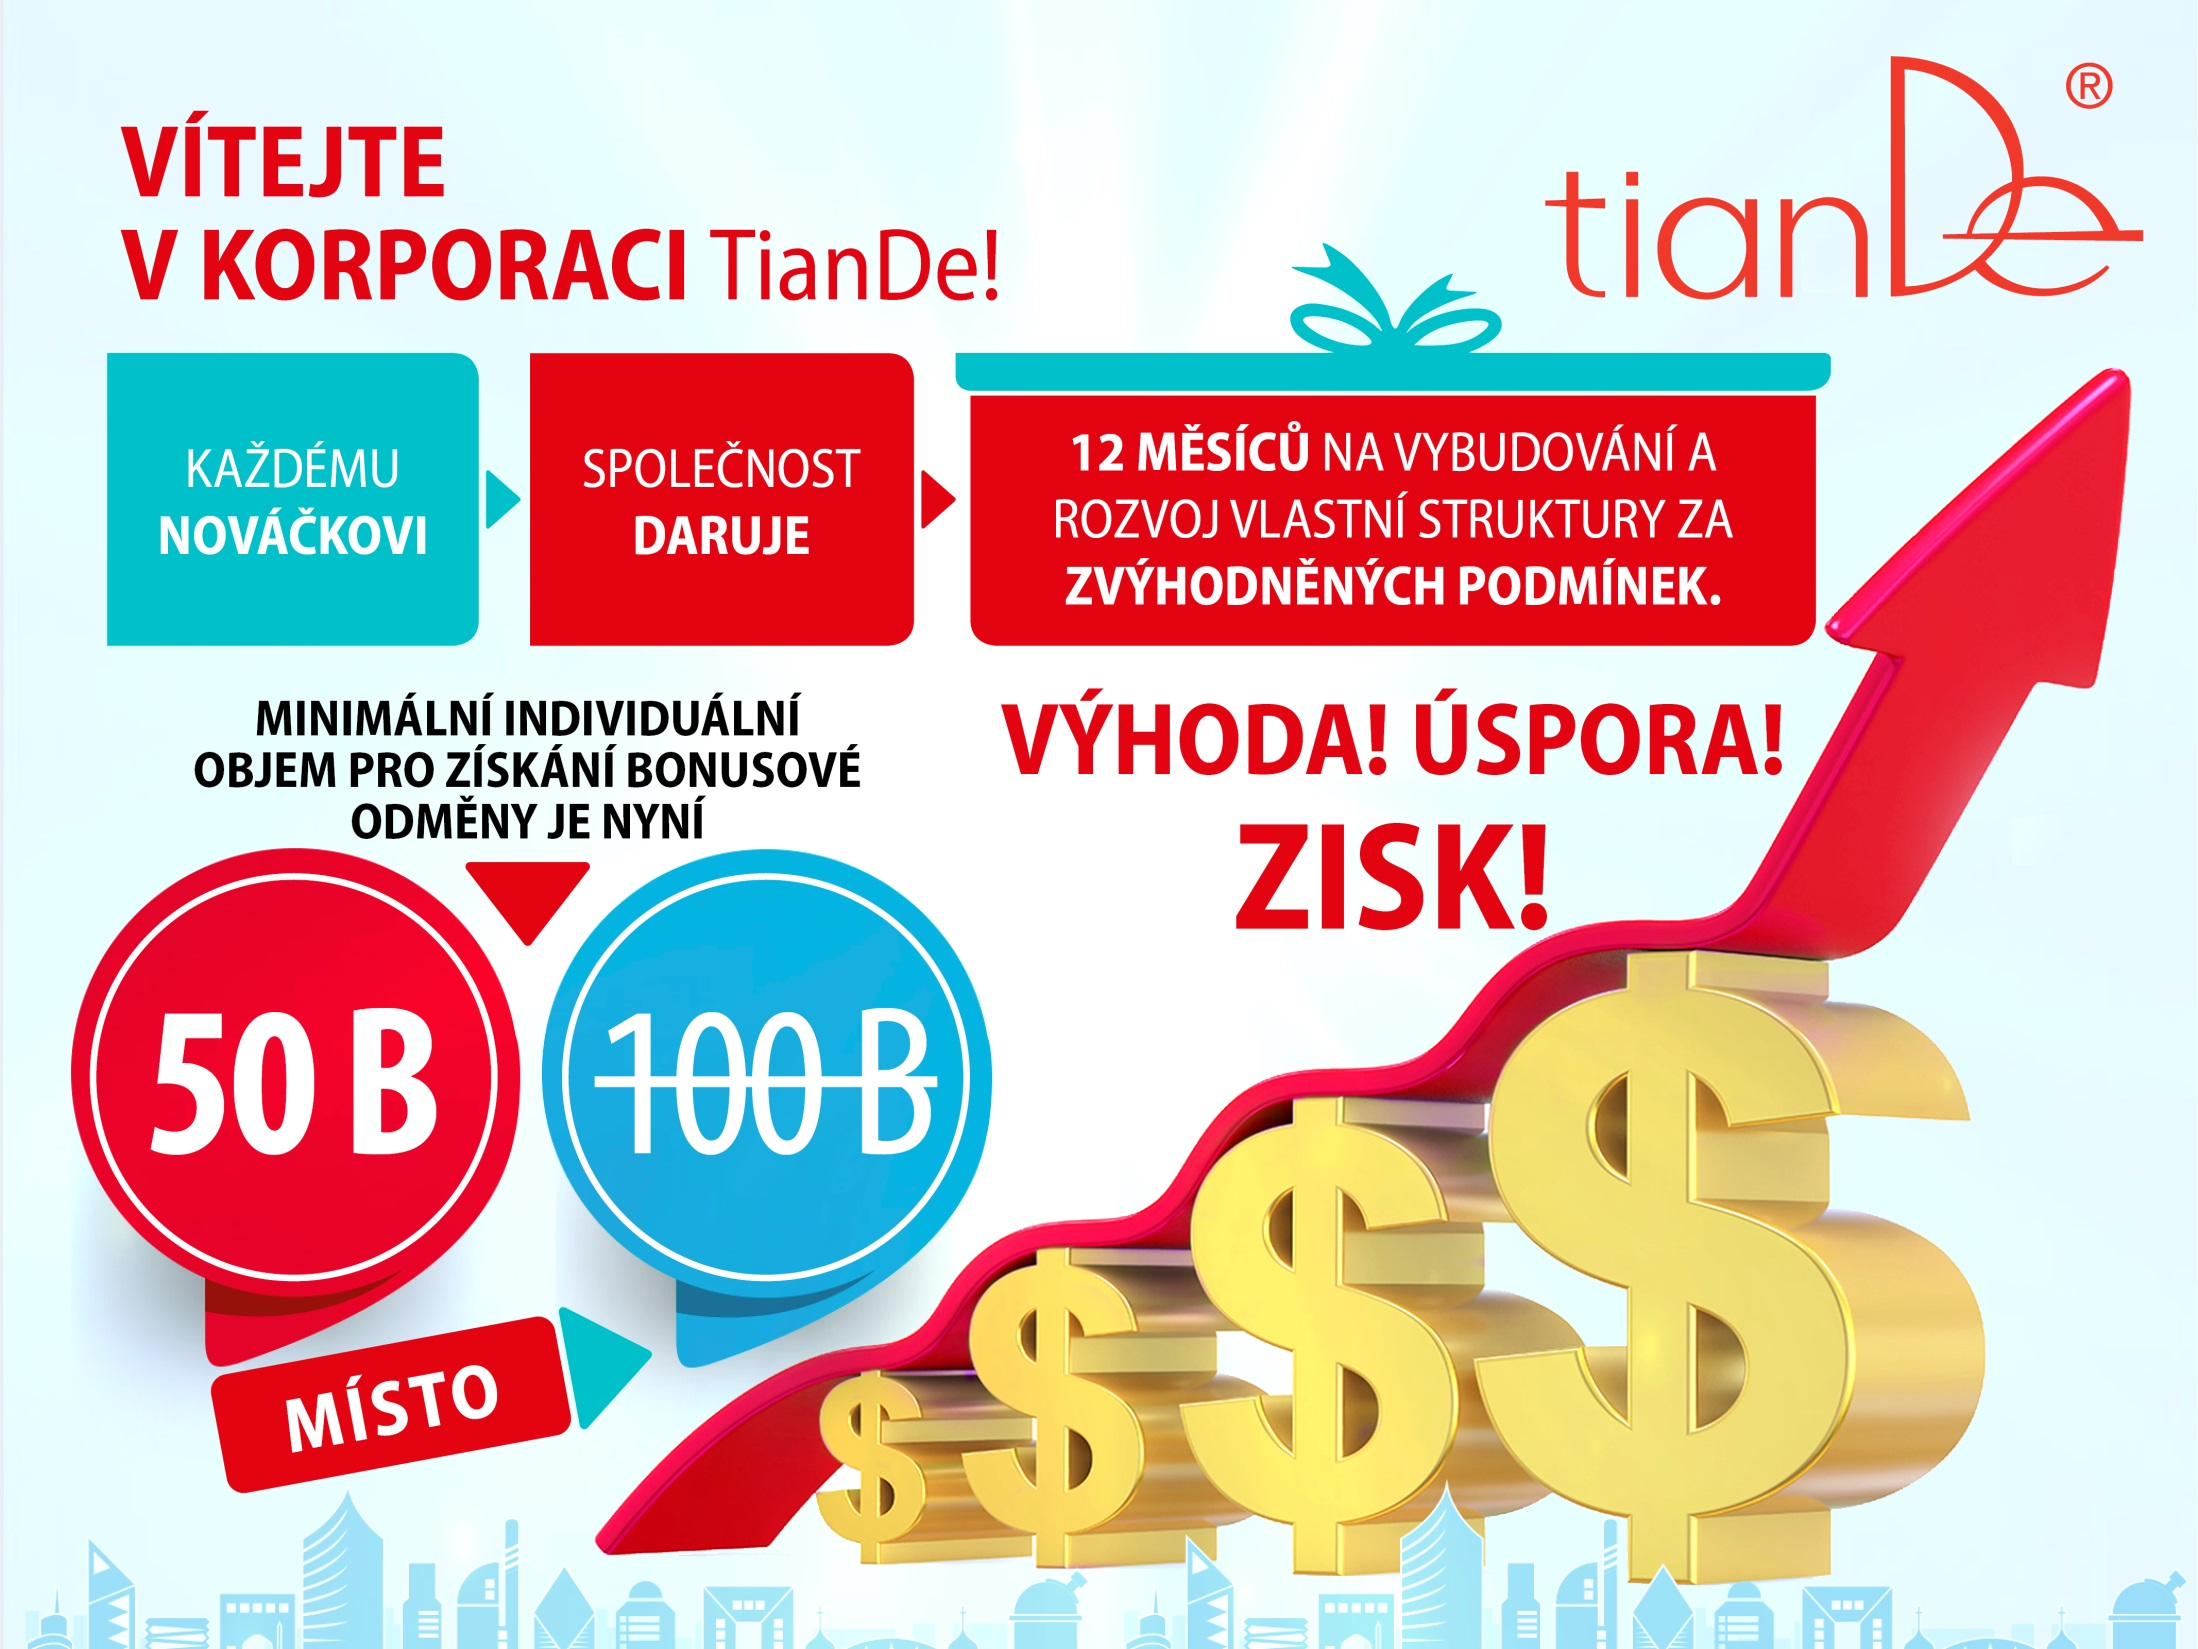 VÍTEJTE
V KORPORACI TianDe!
tianDe®
KAŽDÉMU
NOVÁČKOVI
SPOLEČNOST
DARUJE
12 MĚSÍCŮ NA VYBUDOVÁNÍ A
ROZVOJ VLASTNÍ STRUKTURY ZA
ZVÝHODNĚNÝCH PODMÍNEK.
MINIMÁLNÍ INDIVIDUÁLNÍ
OBJEM PRO ZÍSKÁNÍ BONUSOVÉ
ODMĚNY JE NYNÍ
VÝHODA! ÚSPORA!
ZISK!
50 B
100 B
MÍSTO